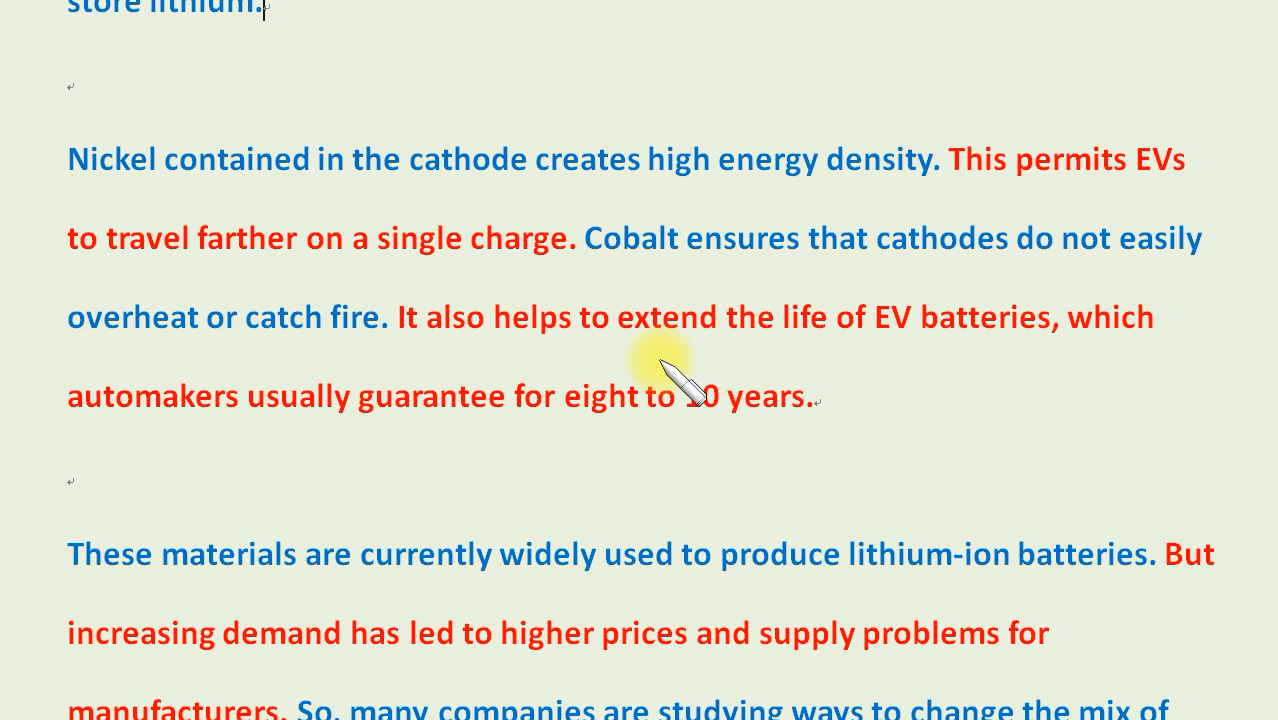 store lithium.
Nickel contained in the cathode creates high energy density. This permits EVs
to travel farther on a single charge. Cobalt ensures that cathodes do not easily
overheat or catch fire. It also helps to extend the life of EV batteries, which
automakers usually guarantee for eight to 10 years.
These materials are currently widely used to produce lithium-ion batteries. But
increasing demand has led to higher prices and supply problems for
manufacturers. So, many companies are studying ways to change the mix of